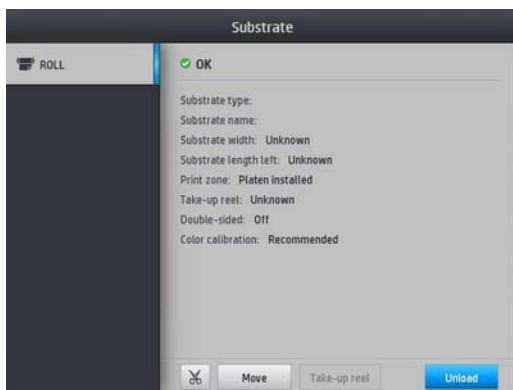 Substrate
ROLL
OK
Substrate type:
Substrate name:
Substrate width: Unknown
Substrate length left: Unknown
Print zone: Platen installed
Take-up reel: Unknown
Double-sided: Off
Color calibration: Recommended
Move Take-up reel Unload